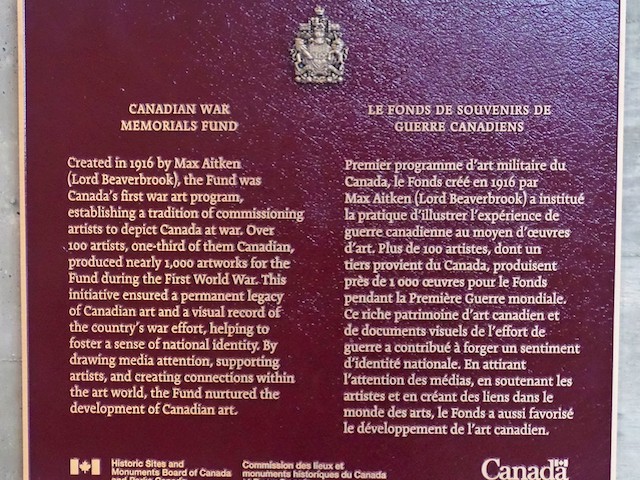 CANADIAN WAR
MEMORIALS FUND
Created in 1916 by Max Aitken
(Lord Beaverbrook), the Fund was
Canada's first war art program,
establishing a tradition of commissioning
artists to depict Canada at war. Over
100 artists, one-third of them Canadian,
produced nearly 1,000 artworks for the
Fund during the First World War. This
initiative ensured a permanent legacy
of Canadian art and a visual record of
the country's war effort, helping to
foster a sense of national identity. By
drawing media attention, supporting
artists, and creating connections within
the art world, the Fund nurtured the
development of Canadian art.
LE FONDS DE SOUVENIRS DE
GUERRE CANADIENS
Premier programme d'art militaire du
Canada, le Fonds créé en 1916 par
Max Aitken (Lord Beaverbrook) a institué
la pratique d'illustrer l'expérience de
guerre canadienne au moyen d'œuvres
d'art. Plus de 100 artistes, dont un
tiers provient du Canada, produisent
près de 1 000 œuvres pour le Fonds
pendant la Première Guerre mondiale.
Ce riche patrimoine d'art canadien et
de documents visuels de l'effort de
guerre a contribué à forger un sentiment
d'identité nationale. En attirant
l'attention des médias, en soutenant les
artistes et en créant des liens dans le
monde des arts, le Fonds a aussi favorisé
le développement de l'art canadien.
Historic Sites and
Monuments Board of Canada
Commission des lieux et
monuments historiques du Canada
Canada